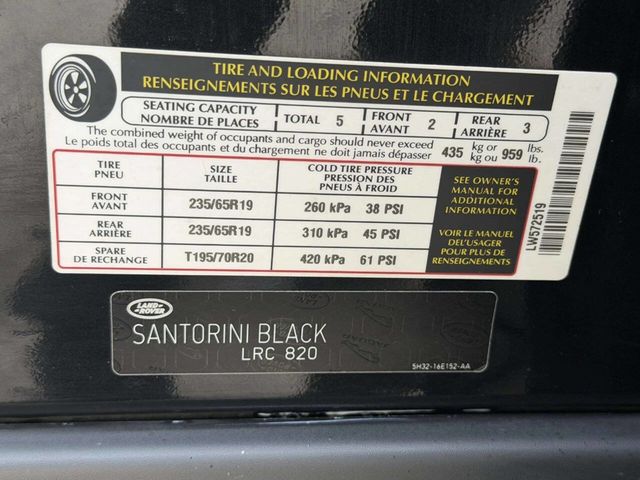 TIRE AND LOADING INFORMATION
RENSEIGNEMENTS SUR LES PNEUS ET LE CHARGEMENT
SEATING CAPACITY
NOMBRE DE PLACES
TOTAL 5
FRONT
AVANT 2
REAR
ARRIÈRE 3
The combined weight of occupants and cargo should never exceed
Le poids total des occupants et du chargement ne doit jamais dépasser
435 kg or 959 lbs.
kg ou lb.
TIRE
PNEU
SIZE
TAILLE
COLD TIRE PRESSURE
PRESSION DES
PNEUS À FROID
FRONT
AVANT
235/65R19
260 kPa 38 PSI
REAR
ARRIÈRE
235/65R19
310 kPa 45 PSI
SPARE
DE RECHANGE
T195/70R20
420 kPa 61 PSI
SEE OWNER'S
MANUAL FOR
ADDITIONAL
INFORMATION
VOIR LE MANUEL
DE L'USAGER
POUR PLUS DE
RENSEIGNEMENTS
LW572519
LAND-
ROVER
SANTORINI BLACK
LRC 820
5H32-16E152-AA